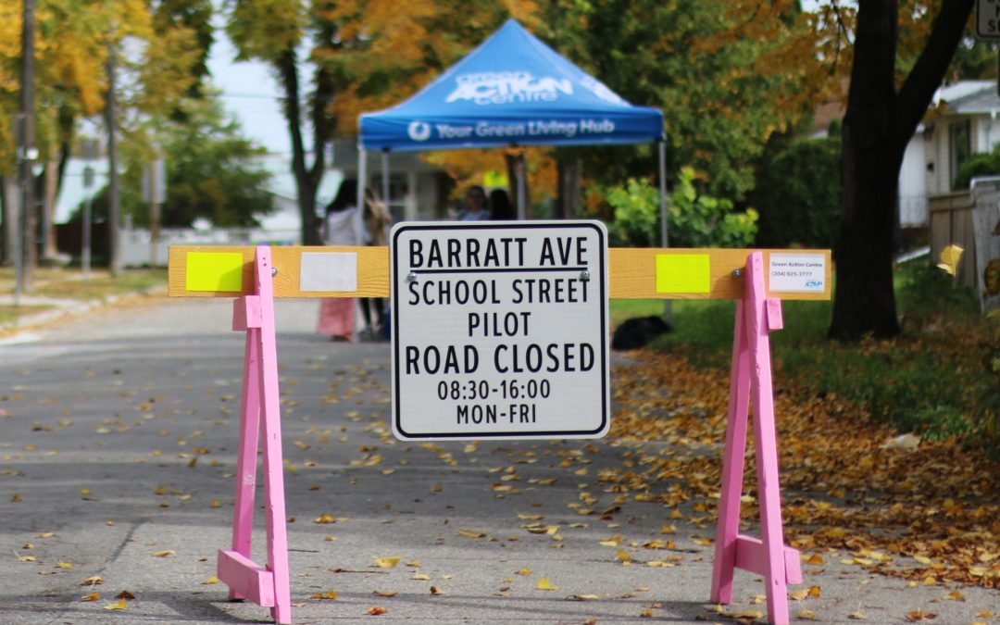 green
ACTION
centre
Your Green Living Hub
BARRATT AVE
SCHOOL STREET
PILOT
ROAD CLOSED
08:30-16:00
MON-FRI
Green Action Centre
(204) 925-3777